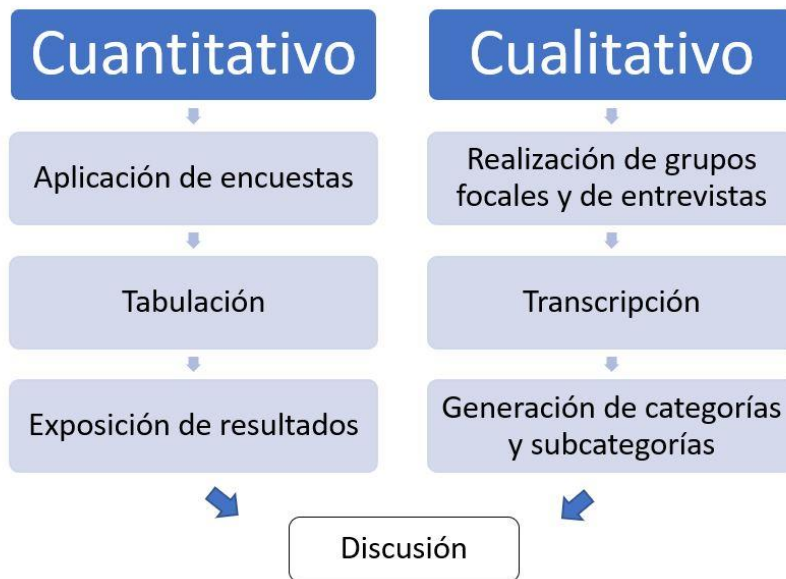 Cuantitativo
Aplicación de encuestas
Tabulación
Exposición de resultados
Cualitativo
Realización de grupos
focales y de entrevistas
Transcripción
Generación de categorías
y subcategorías
Discusión